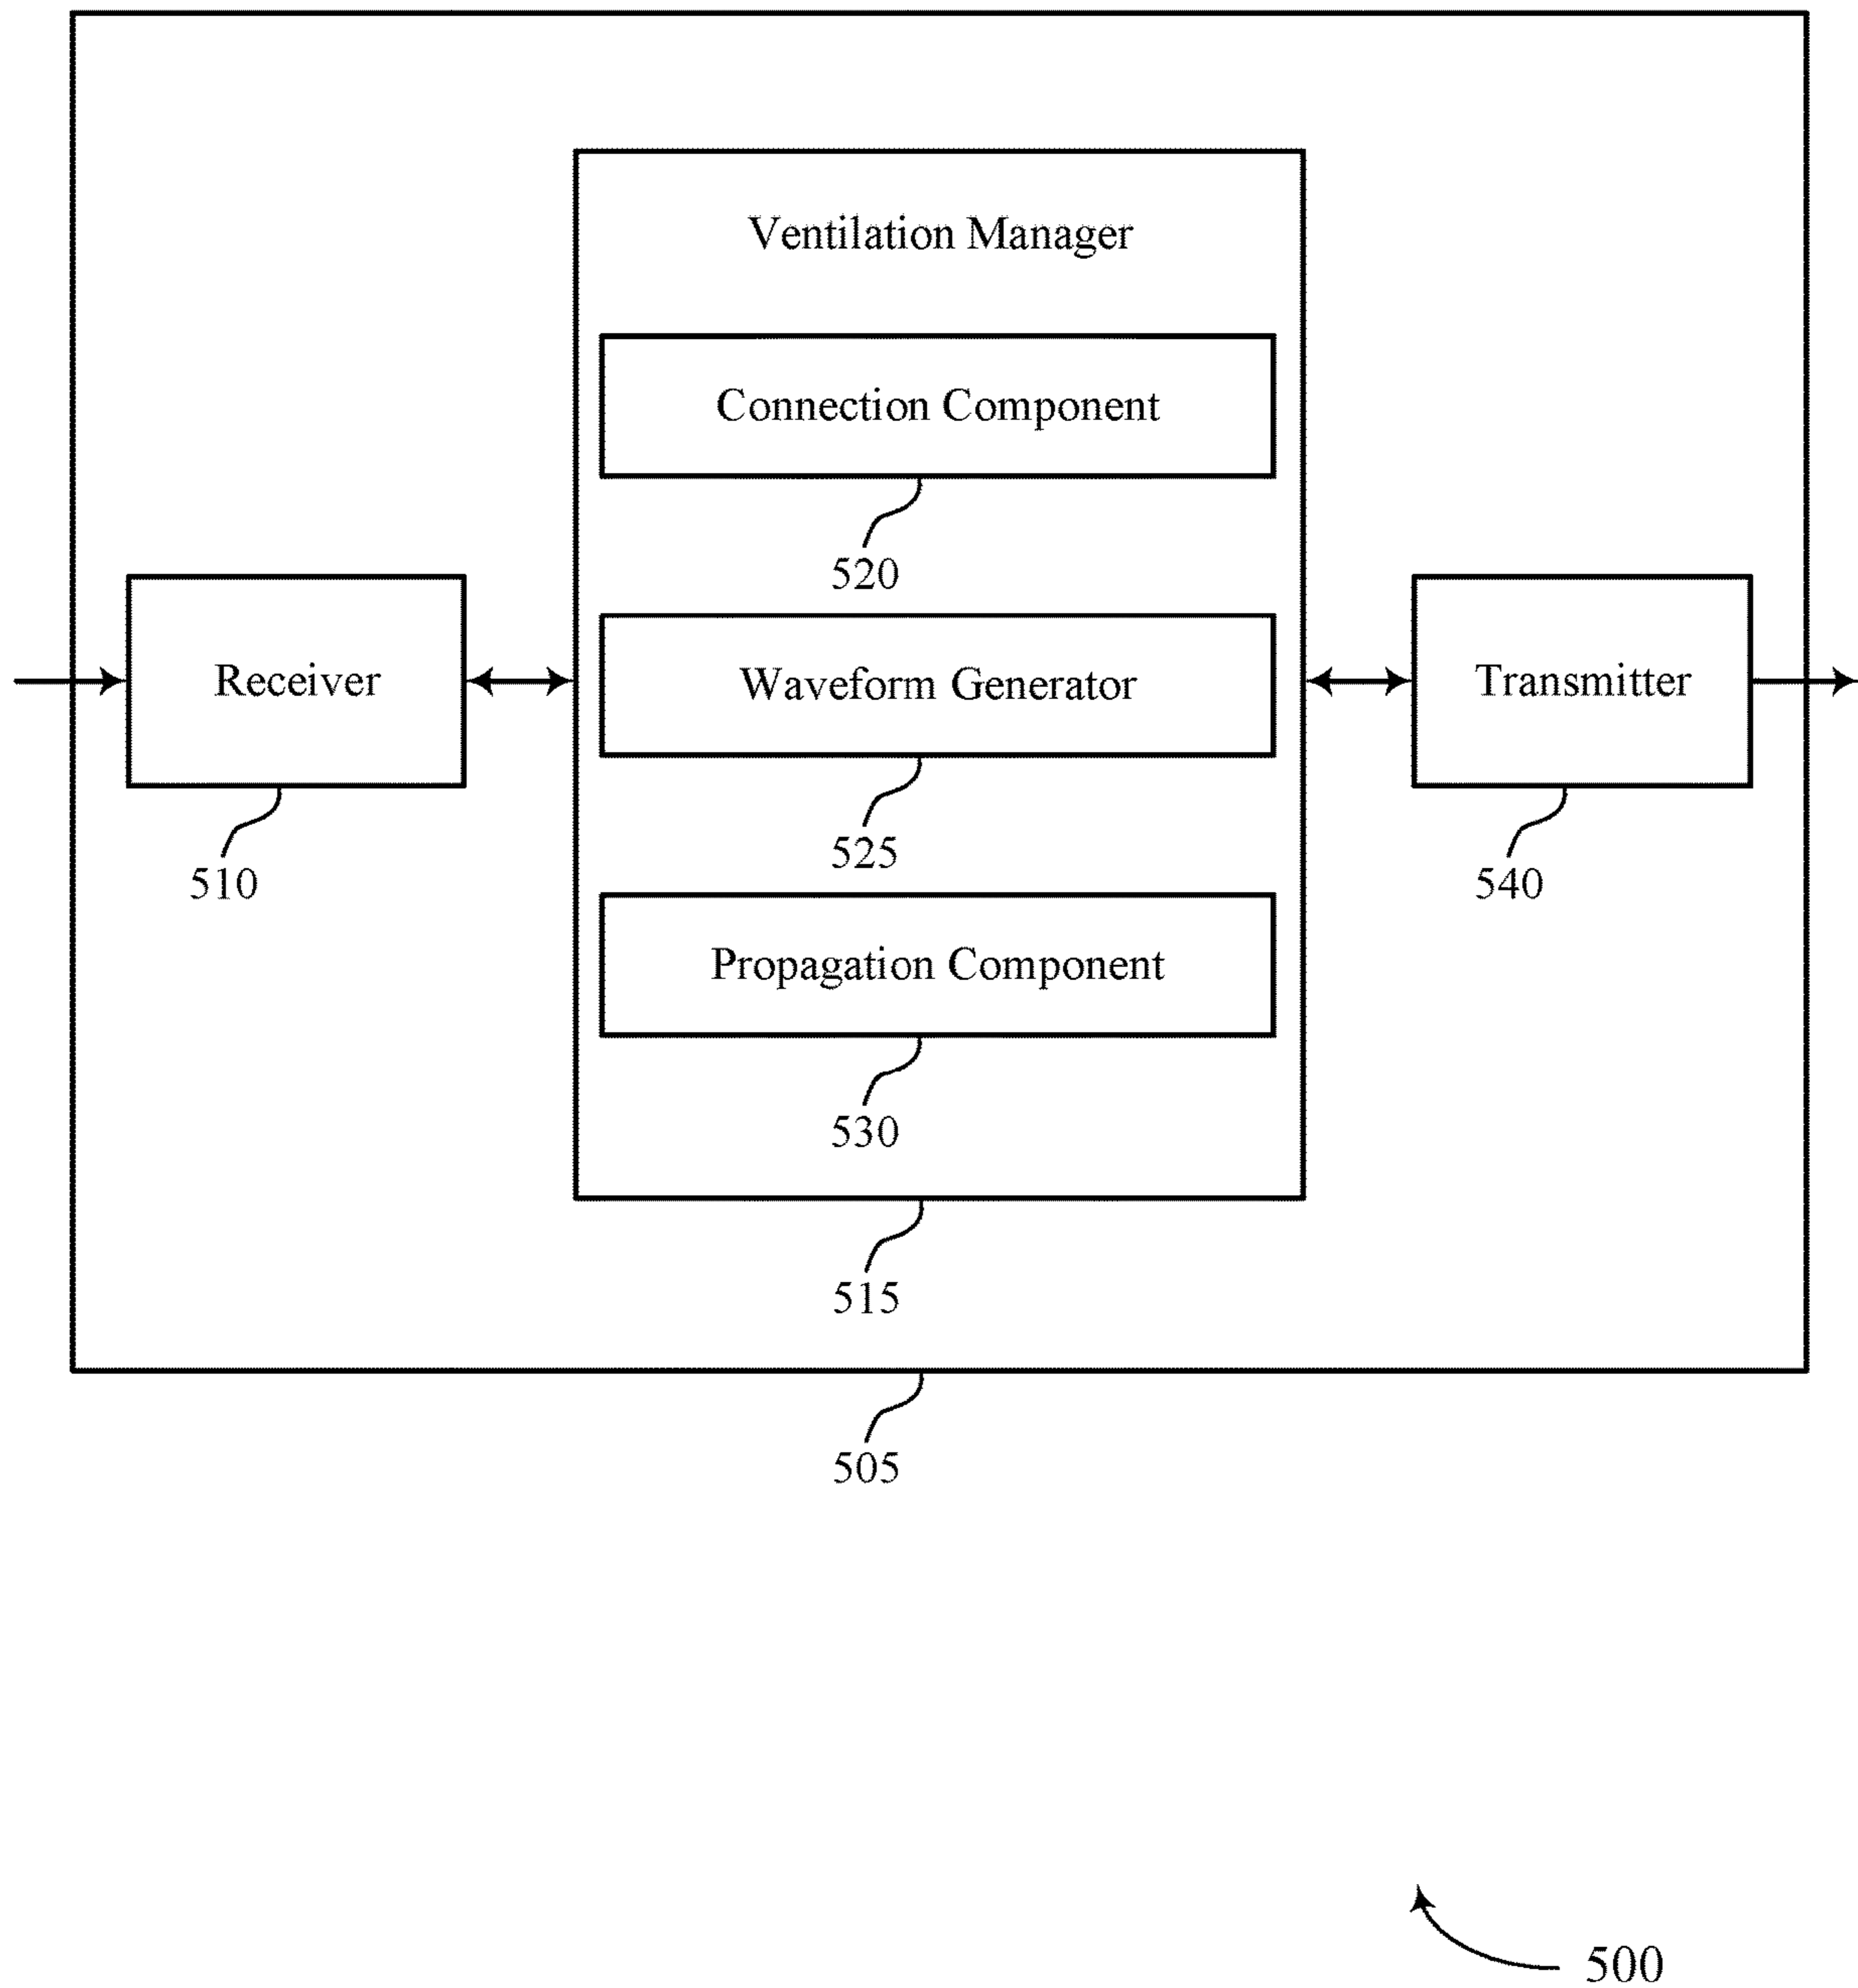 Ventilation Manager
Connection Component
520
Receiver
510
Waveform Generator
525
Transmitter
540
Propagation Component
530
515
505
500